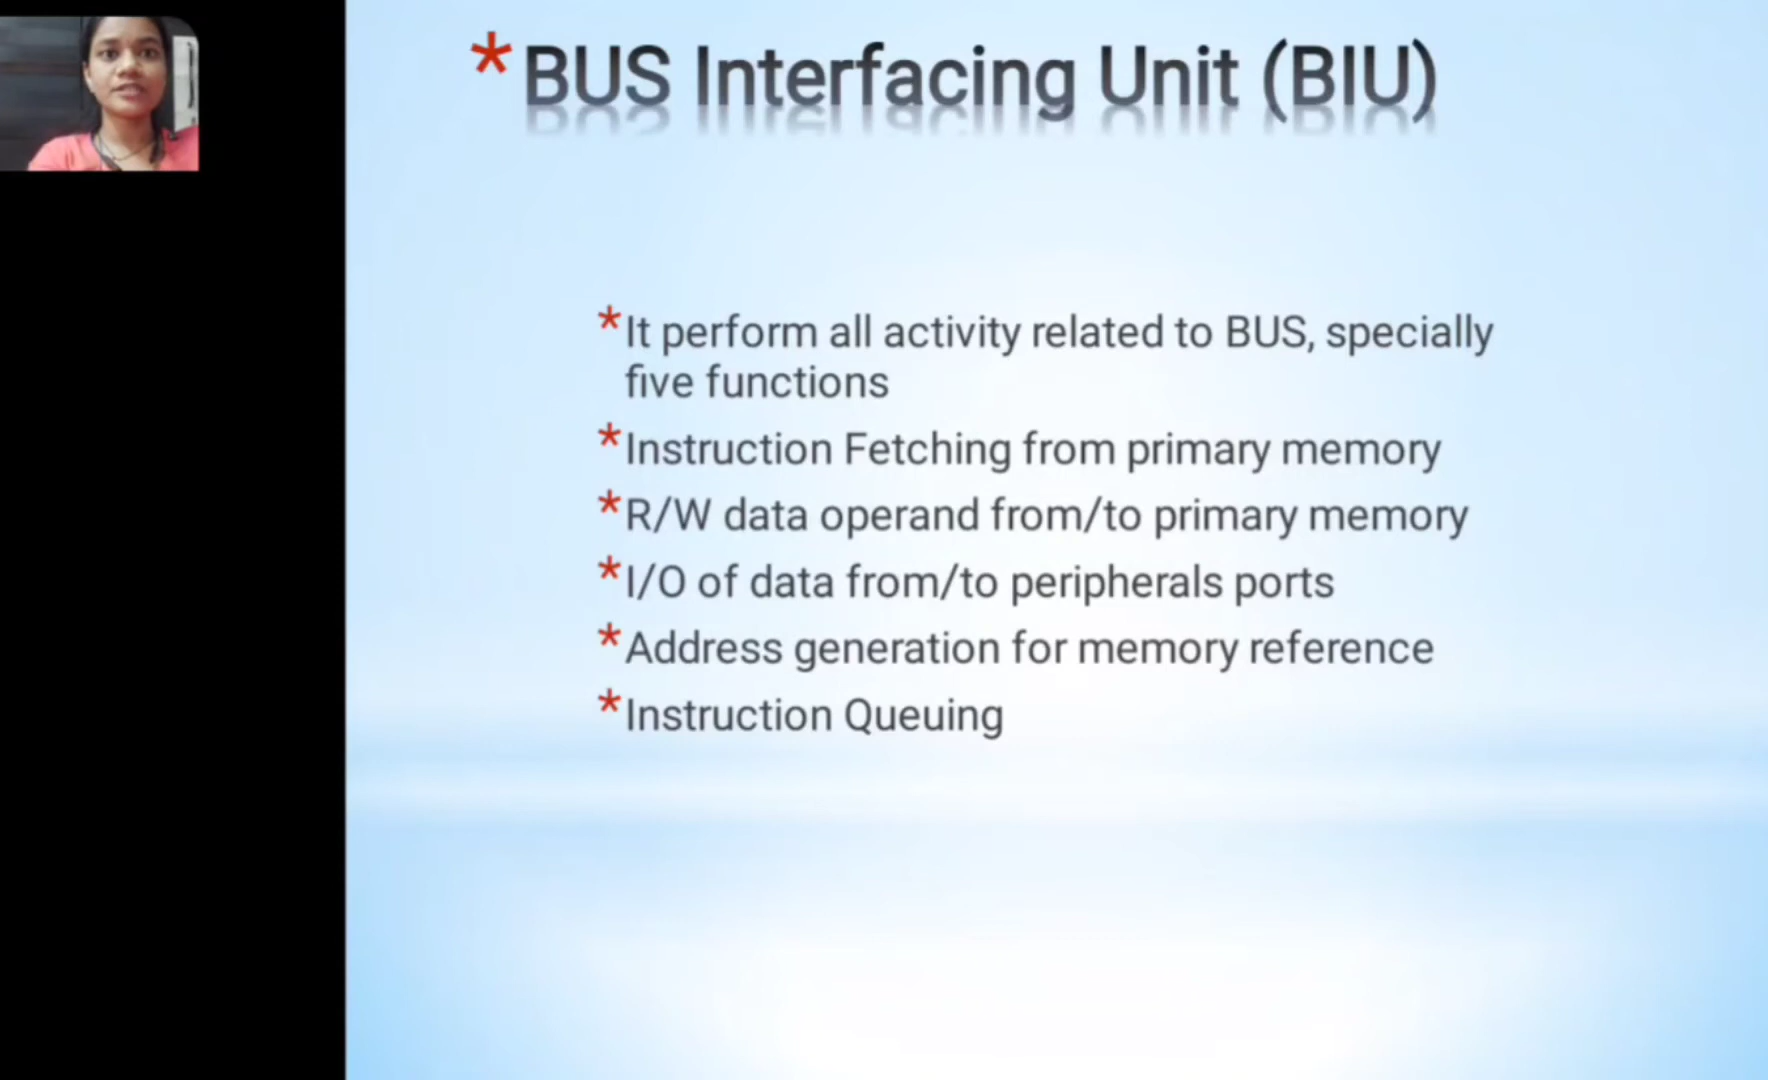 *BUS Interfacing Unit (BIU)
*It perform all activity related to BUS, specially
five functions
*Instruction Fetching from primary memory
*R/W data operand from/to primary memory
*I/O of data from/to peripherals ports
*Address generation for memory reference
*Instruction Queuing